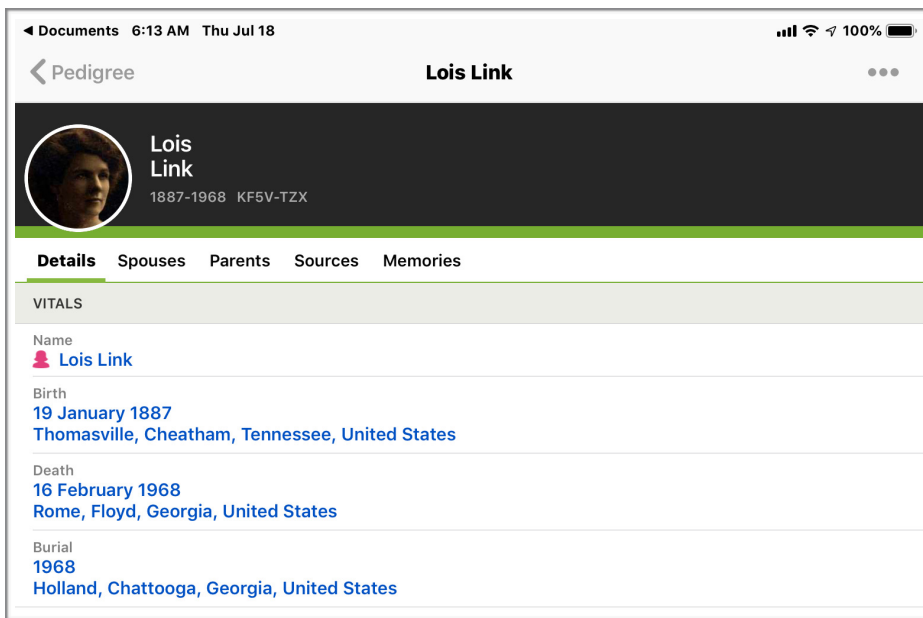 Documents 6:13 AM Thu Jul 18 100%
Pedigree Lois Link
Lois
Link
1887-1968 KF5V-TZX
Details Spouses Parents Sources Memories
VITALS
Name
Lois Link
Birth
19 January 1887
Thomasville, Cheatham, Tennessee, United States
Death
16 February 1968
Rome, Floyd, Georgia, United States
Burial
1968
Holland, Chattooga, Georgia, United States